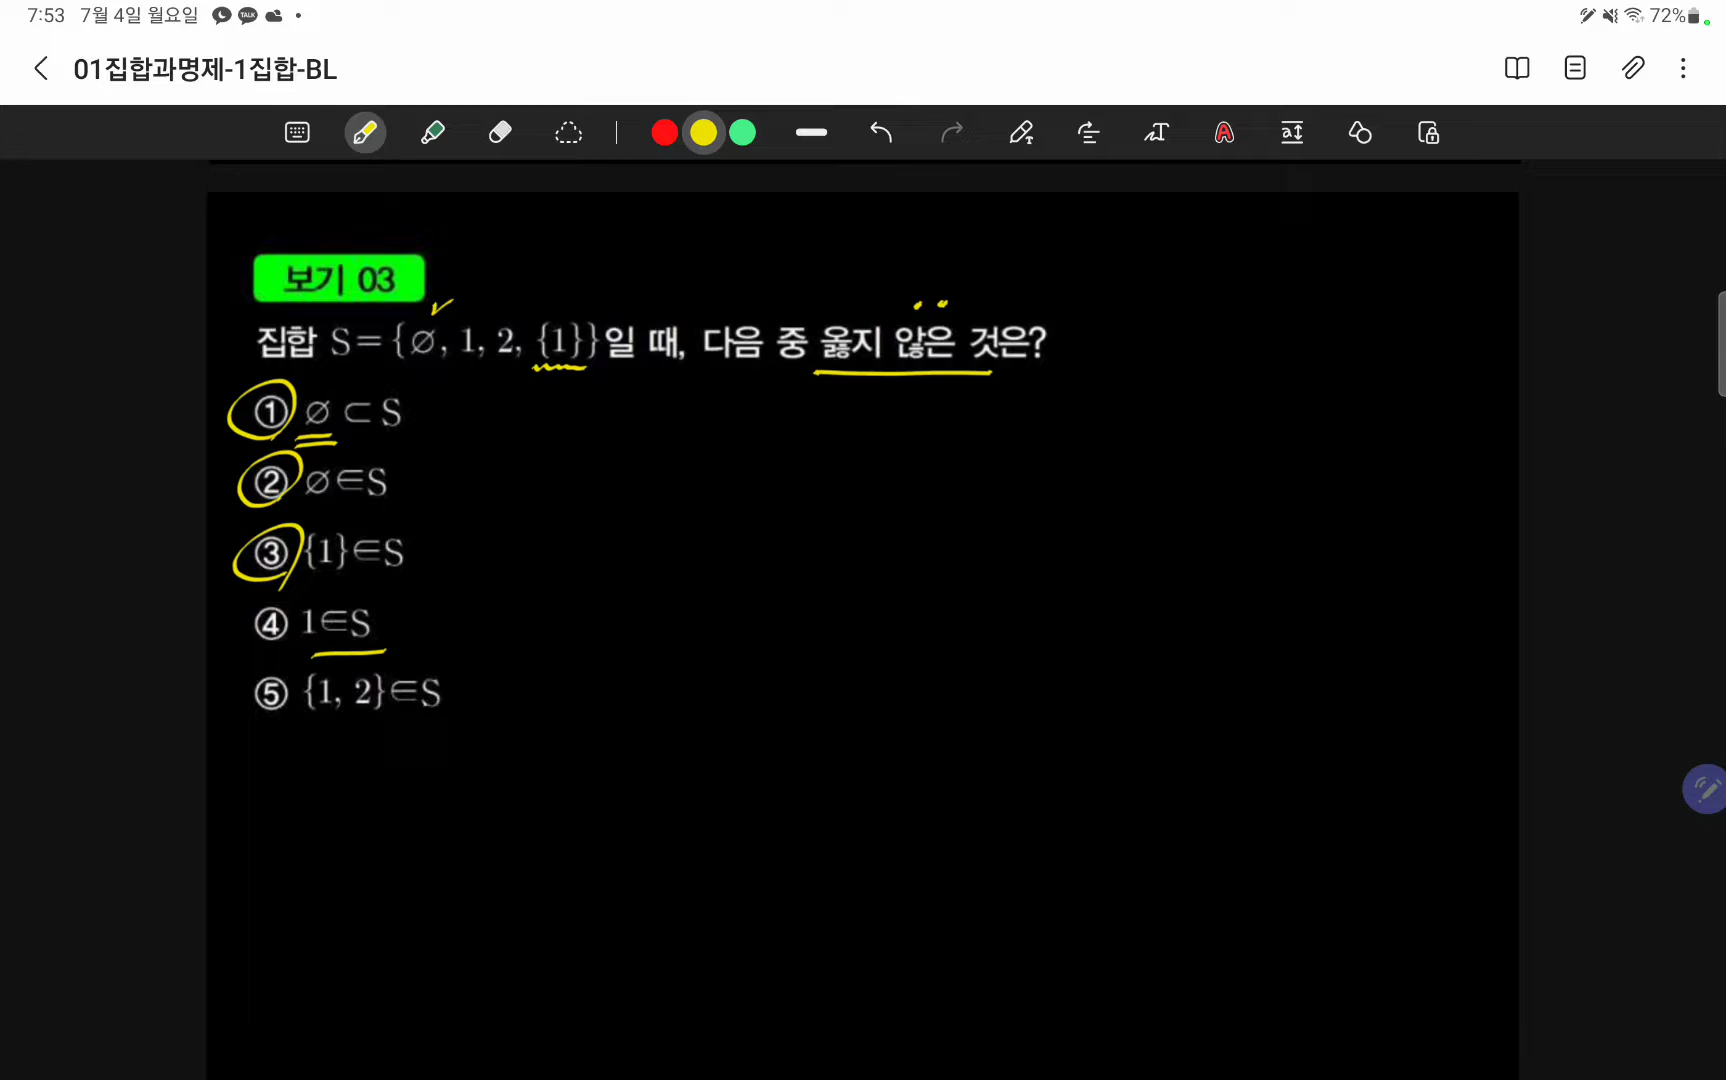 7:53 7월 4일 월요일 TALK 72%
01집합과명제-1집합-BL
보기 03
집합 S={∅, 1, 2, {1}}일 때, 다음 중 옳지 않은 것은?
① ∅ ⊂ S
② ∅∈S
③ {1}∈S
④ 1∈S
⑤ {1, 2}∈S